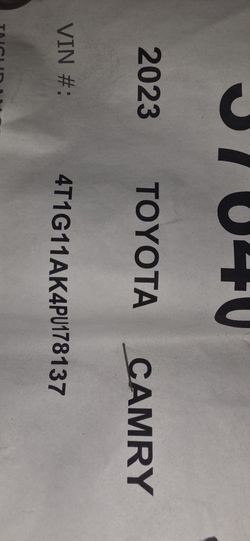 2023 TOYOTA CAMRY
VIN #: 4T1G11AK4PU178137